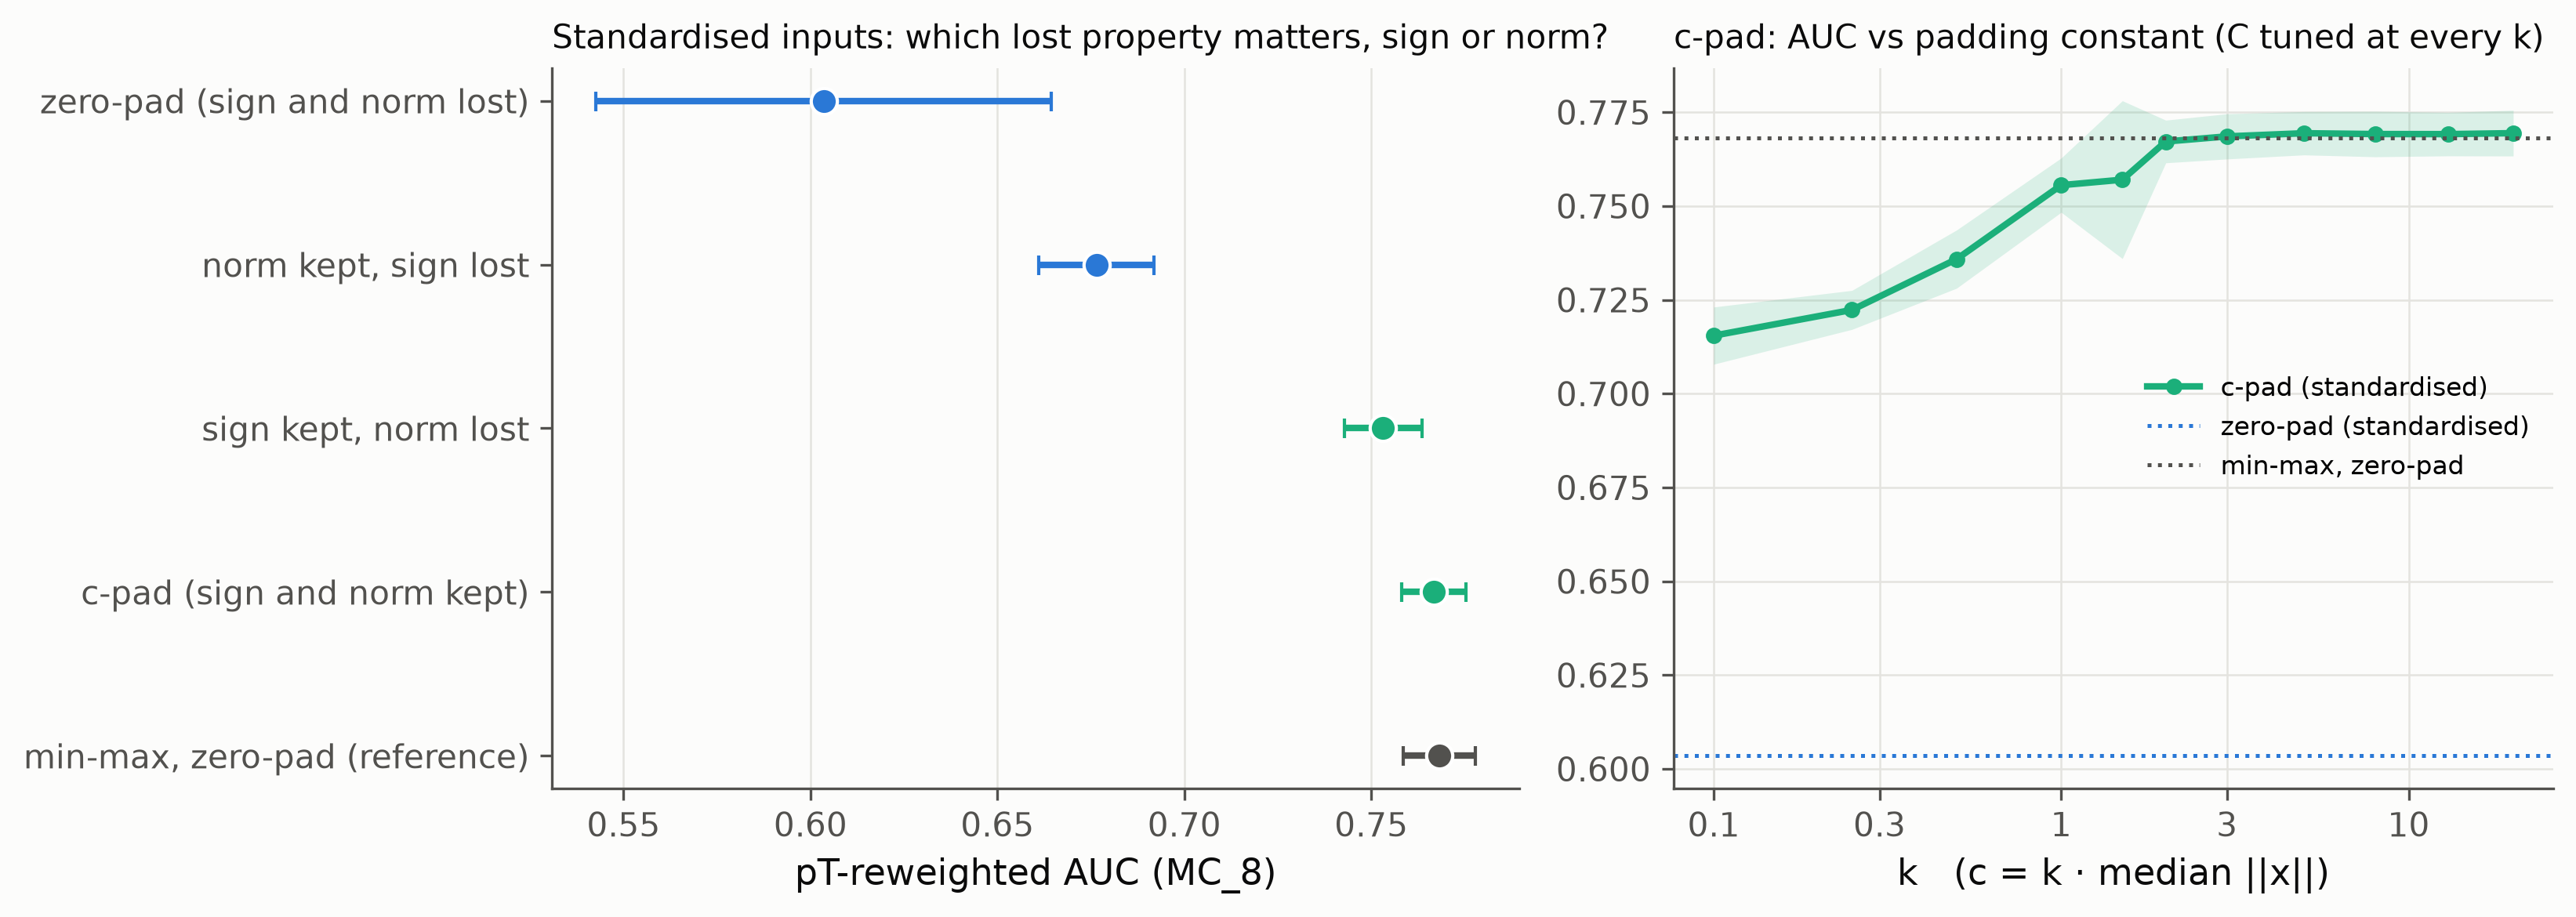 Standardised inputs: which lost property matters, sign or norm?
zero-pad (sign and norm lost)
norm kept, sign lost
sign kept, norm lost
c-pad (sign and norm kept)
min-max, zero-pad (reference)
0.55 0.60 0.65 0.70 0.75
pT-reweighted AUC (MC_8)
c-pad: AUC vs padding constant (C tuned at every k)
0.775
0.750
0.725
0.700
0.675
0.650
0.625
0.600
c-pad (standardised)
zero-pad (standardised)
min-max, zero-pad
0.1 0.3 1 3 10
k (c = k · median ||x||)